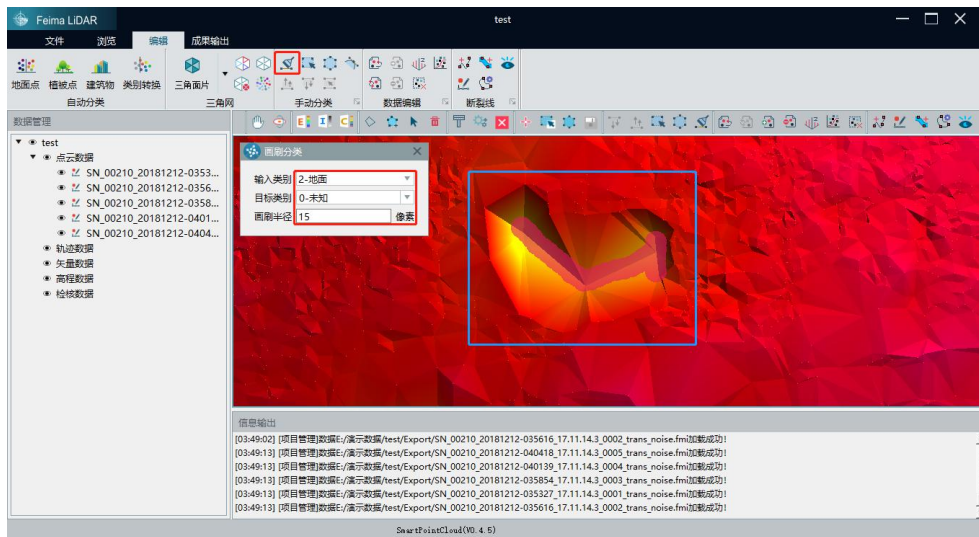 Feima LiDAR
test
文件 浏览 编辑 成果输出
地面点 植被点 建筑物 类别转换 三角面片
自动分类 三角网 手动分类 数据编辑 断裂线
数据管理
test
点云数据
SN_00210_20181212-0353...
SN_00210_20181212-0356...
SN_00210_20181212-0358...
SN_00210_20181212-0401...
SN_00210_20181212-0404...
轨迹数据
矢量数据
高程数据
检核数据
画刷分类
输入类别 2-地面
目标类别 0-未知
画刷半径 15 像素
信息输出
[03:49:02] [项目管理]数据E:/演示数据/test/Export/SN_00210_20181212-035616_17.11.14.3_0002_trans_noise.fmi加载成功!
[03:49:13] [项目管理]数据E:/演示数据/test/Export/SN_00210_20181212-040418_17.11.14.3_0005_trans_noise.fmi加载成功!
[03:49:13] [项目管理]数据E:/演示数据/test/Export/SN_00210_20181212-040139_17.11.14.3_0004_trans_noise.fmi加载成功!
[03:49:13] [项目管理]数据E:/演示数据/test/Export/SN_00210_20181212-035854_17.11.14.3_0003_trans_noise.fmi加载成功!
[03:49:13] [项目管理]数据E:/演示数据/test/Export/SN_00210_20181212-035327_17.11.14.3_0001_trans_noise.fmi加载成功!
[03:49:13] [项目管理]数据E:/演示数据/test/Export/SN_00210_20181212-035616_17.11.14.3_0002_trans_noise.fmi加载成功!
SmartPointCloud(V0.4.5)